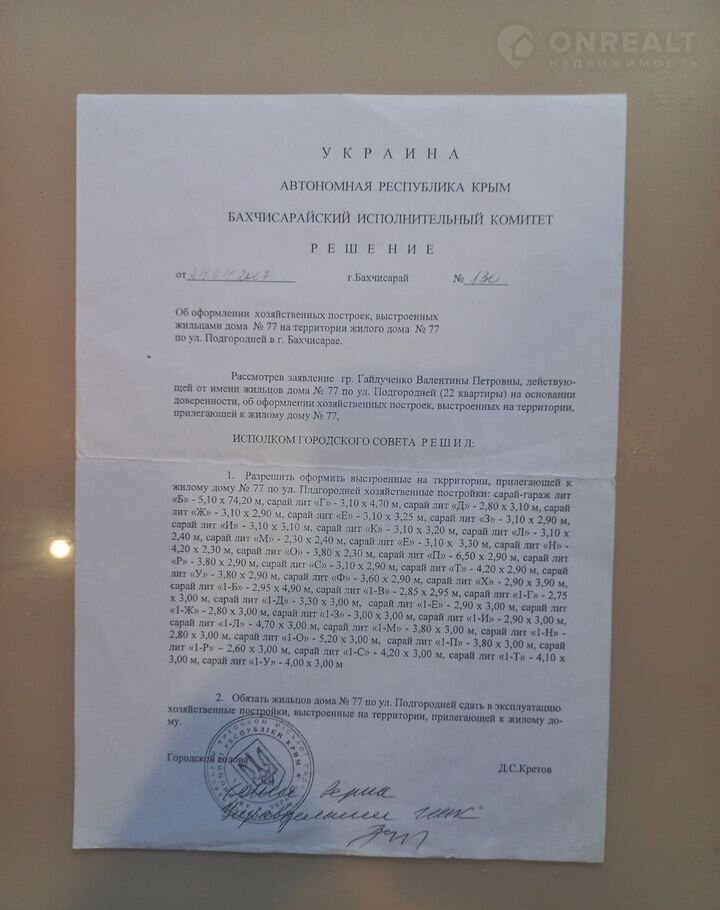 ONREALT
НЕДВИЖИМОСТЬ
У К Р А И Н А
АВТОНОМНАЯ РЕСПУБЛИКА КРЫМ
БАХЧИСАРАЙСКИЙ ИСПОЛНИТЕЛЬНЫЙ КОМИТЕТ
Р Е Ш Е Н И Е
от 24.04.2007 г.Бахчисарай № 130
Об оформлении хозяйственных построек, выстроенных
жильцами дома № 77 на территории жилого дома № 77
по ул. Подгородней в г. Бахчисарае.
Рассмотрев заявление гр. Гайдученко Валентины Петровны, действую-
щей от имени жильцов дома № 77 по ул. Подгородней (22 квартиры) на основании
доверенности, об оформлении хозяйственных построек, выстроенных на территории,
прилегающей к жилому дому № 77,
ИСПОЛКОМ ГОРОДСКОГО СОВЕТА Р Е Ш И Л:
1. Разрешить оформить выстроенные на ткрритории, прилегающей к
жилому дому № 77 по ул. Плдгородней хозяйственные постройки: сарай-гараж лит
«Б» - 5,10 х 74,20 м, сарай лит «Г» - 3,10 х 4,70 м, сарай лит «Д» - 2,80 х 3,10 м, сарай
лит «Ж» - 3,10 х 2,90 м, сарай лит «Е» - 3,10 х 3,25 м, сарай лит «З» - 3,10 х 2,90 м,
сарай лит «И» - 3,10 х 3,10 м, сарай лит «К» - 3,10 х 3,20 м, сарай лит «Л» - 3,10 х
2,40 м, сарай лит «М» - 2,30 х 2,40 м, сарай лит «Е» - 3,10 х 3,30 м, сарай лит «Н» -
4,20 х 2,30 м, сарай лит «О» - 3,80 х 2,30 м, сарай лит «П» - 6,50 х 2,90 м, сарай лит
«Р» - 3,80 х 2,90 м, сарай лит «С» - 3,10 х 2,90 м, сарай лит «Т» - 4,20 х 2,90 м, сарай
лит «У» - 3,80 х 2,90 м, сарай лит «Ф» - 3,60 х 2,90 м, сарай лит «Х» - 2,90 х 3,90 м,
сарай лит «1-Б» - 2,95 х 4,90 м, сарай лит «1-В» - 2,85 х 2,95 м, сарай лит «1-Г» - 2,75
х 3,00 м, сарай лит «1-Д» - 3,30 х 3,00 м, сарай лит «1-Е» - 2,90 х 3,00 м, сарай лит
«1-Ж» - 2,80 х 3,00 м, сарай лит «1-З» - 3,00 х 3,00 м, сарай лит «1-И» - 2,90 х 3,00 м,
сарай лит «1-Л» - 4,70 х 3,00 м, сарай лит «1-М» - 3,80 х 3,00 м, сарай лит «1-Н» -
2,80 х 3,00 м, сарай лит «1-О» - 5,20 х 3,00 м, сарай лит «1-П» - 3,80 х 3,00 м, сарай
лит «1-Р» – 2,60 х 3,00 м, сарай лит «1-С» - 4,20 х 3,00 м, сарай лит «1-Т» - 4,10 х
3,00 м, сарай лит «1-У» - 4,00 х 3,00 м
2. Обязать жильцов дома № 77 по ул. Подгородней сдать в эксплуатацию
хозяйственные постройки, выстроенные на территории, прилегающей к жилому до-
му.
Городской голова Д.С.Кретов
РЕСПУБЛІКИ КРИМ